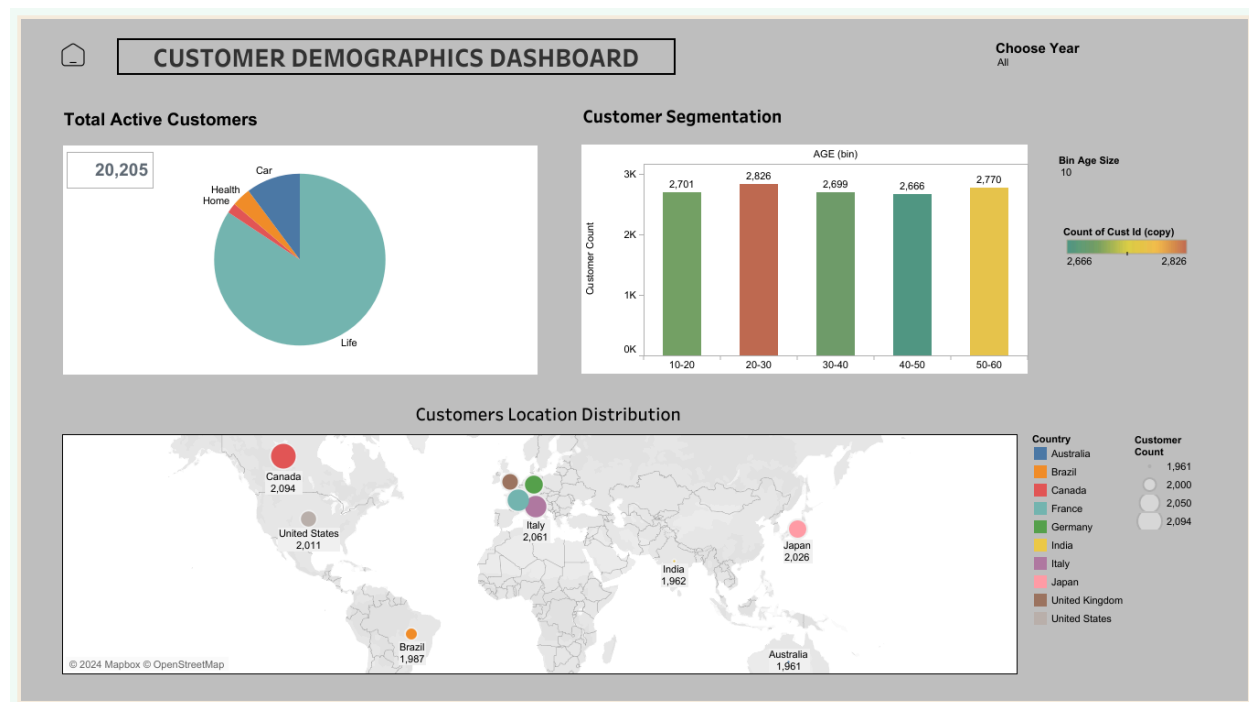 CUSTOMER DEMOGRAPHICS DASHBOARD
Choose Year
All
Total Active Customers
20,205
Car
Health
Home
Life
Customer Segmentation
AGE (bin)
Customer Count
3K
2K
1K
0K
2,701
2,826
2,699
2,666
2,770
10-20
20-30
30-40
40-50
50-60
Bin Age Size
10
Count of Cust Id (copy)
2,666 2,826
Customers Location Distribution
Canada
2,094
United States
2,011
Brazil
1,987
Italy
2,061
India
1,962
Japan
2,026
Australia
1,961
© 2024 Mapbox © OpenStreetMap
Country
Australia
Brazil
Canada
France
Germany
India
Italy
Japan
United Kingdom
United States
Customer
Count
1,961
2,000
2,050
2,094